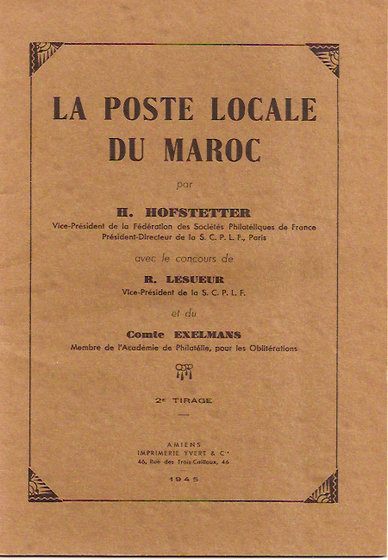 LA POSTE LOCALE
DU MAROC
par
H. HOFSTETTER
Vice-Président de la Fédération des Sociétés Philatéliques de France
Président-Directeur de la S. C. P. L. F., Paris
avec le concours de
R. LESUEUR
Vice-Président de la S. C. P. L. F.
et du
Comte EXELMANS
Membre de l'Académie de Philatélie, pour les Oblitérations
2e TIRAGE
AMIENS
IMPRIMERIE YVERT & Cie
46, Rue des Trois-Cailloux, 46
1945